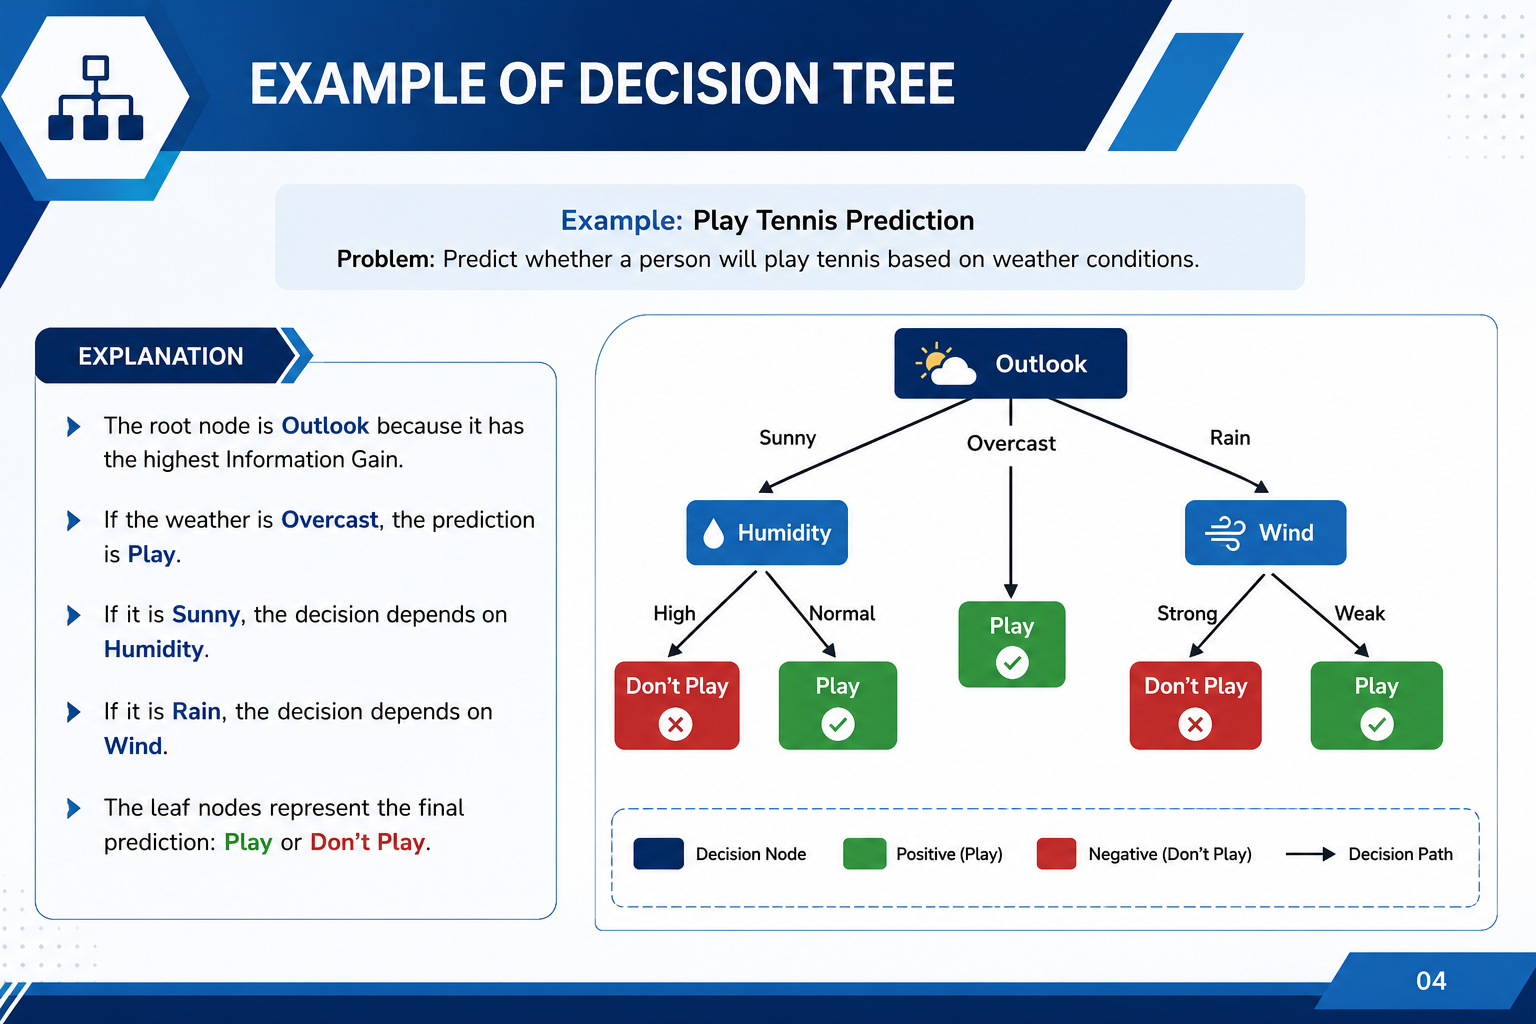 EXAMPLE OF DECISION TREE
Example: Play Tennis Prediction
Problem: Predict whether a person will play tennis based on weather conditions.
EXPLANATION
The root node is Outlook because it has
the highest Information Gain.
If the weather is Overcast, the prediction
is Play.
If it is Sunny, the decision depends on
Humidity.
If it is Rain, the decision depends on
Wind.
The leaf nodes represent the final
prediction: Play or Don't Play.
Outlook
Sunny
Overcast
Rain
Humidity
Wind
High
Normal
Strong
Weak
Play
Don't Play
Play
Don't Play
Play
Decision Node
Positive (Play)
Negative (Don't Play)
Decision Path
04